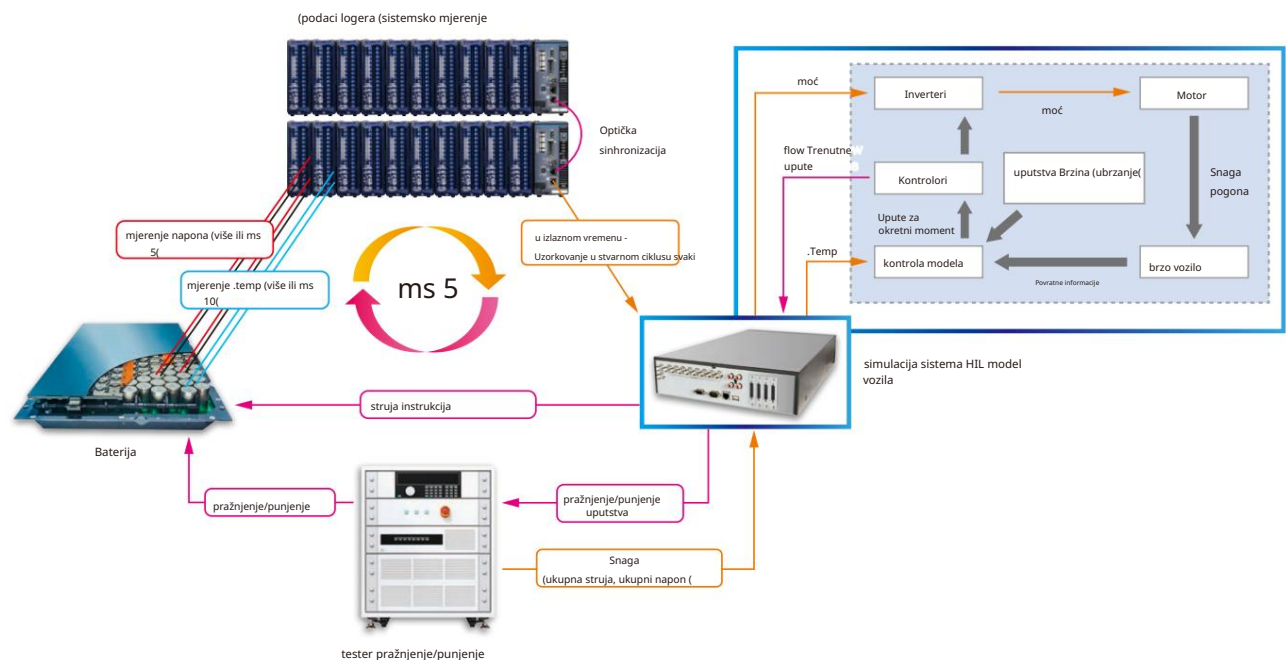 (podaci logera (sistemsko mjerenje
Optička
sinhronizacija
mjerenje napona (više ili ms
5(
mjerenje .temp (više ili ms
10(
ms 5
u izlaznom vremenu -
Uzorkovanje u stvarnom ciklusu svaki
moć
flow Trenutne
upute
.Temp
Inverteri
moć
Motor
Kontrolori
uputstva Brzina (ubrzanje(
Snaga
pogona
Upute za
okretni moment
kontrola modela
brzo vozilo
Povratne informacije
simulacija sistema HIL model
vozila
Baterija
struja instrukcija
pražnjenje/punjenje
pražnjenje/punjenje
uputstva
Snaga
(ukupna struja, ukupni napon (
tester pražnjenje/punjenje